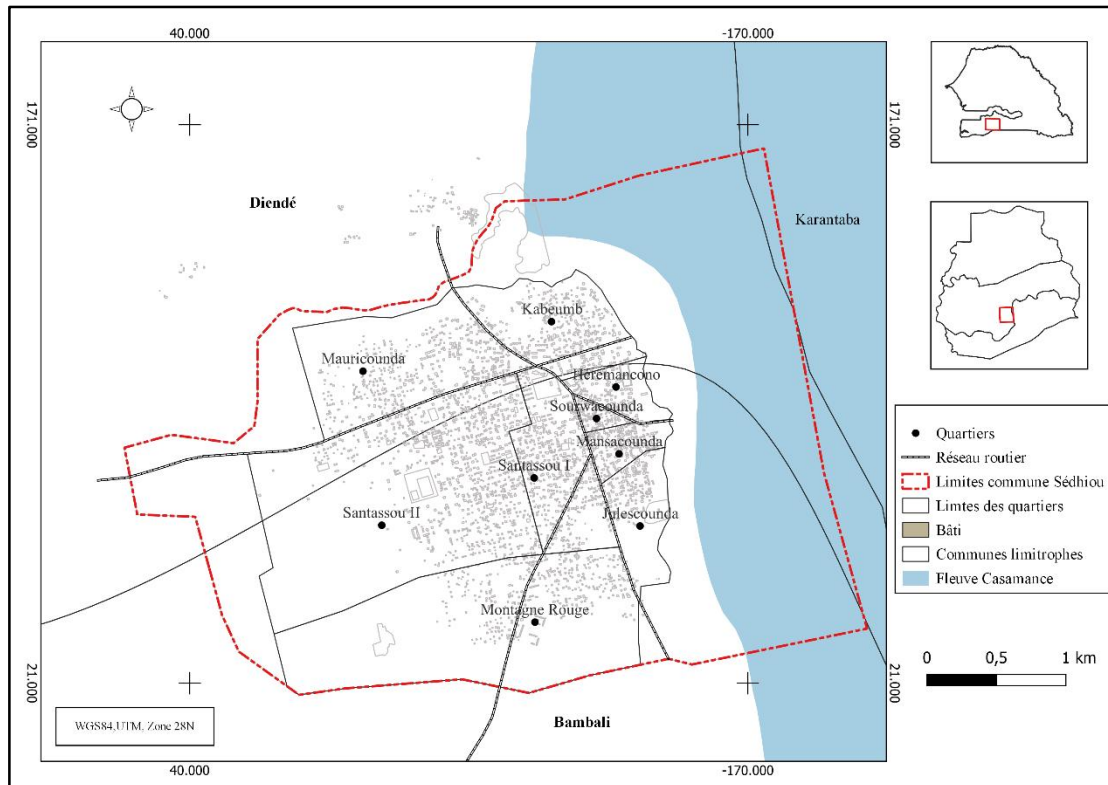 40.000
-170.000
171.000
171.000
Diendé
Karantaba
Kabeumb
Mauricounda
Hérémancono
Sourwacounda
Mansacounda
Santassou I
Santassou II
Julescounda
Montagne Rouge
Bambali
21.000
21.000
WGS84,UTM, Zone 28N
40.000
-170.000
Quartiers
Réseau routier
Limites commune Sédhiou
Limtes des quartiers
Bâti
Communes limitrophes
Fleuve Casamance
0 0,5 1 km